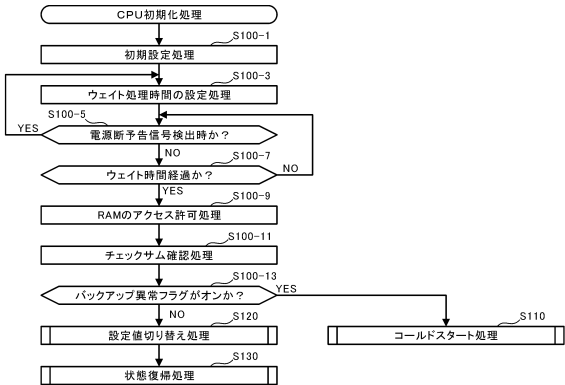 CPU初期化処理
S100-1
初期設定処理
S100-3
ウェイト処理時間の設定処理
S100-5
YES
電源断予告信号検出時か？
NO
S100-7
ウェイト時間経過か？
NO
YES
S100-9
RAMのアクセス許可処理
S100-11
チェックサム確認処理
S100-13
バックアップ異常フラグがオンか？
YES
NO
S120
設定値切り替え処理
S110
コールドスタート処理
S130
状態復帰処理